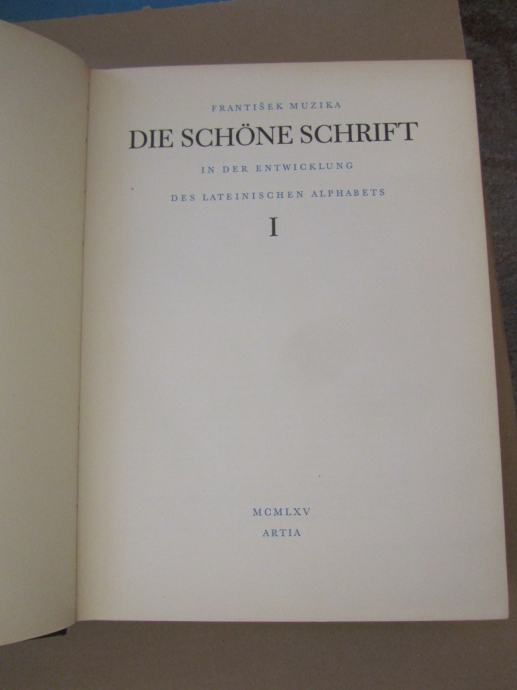 FRANTIŠEK MUZIKA
DIE SCHÖNE SCHRIFT
IN DER ENTWICKLUNG
DES LATEINISCHEN ALPHABETS
I
MCMLXV
ARTIA